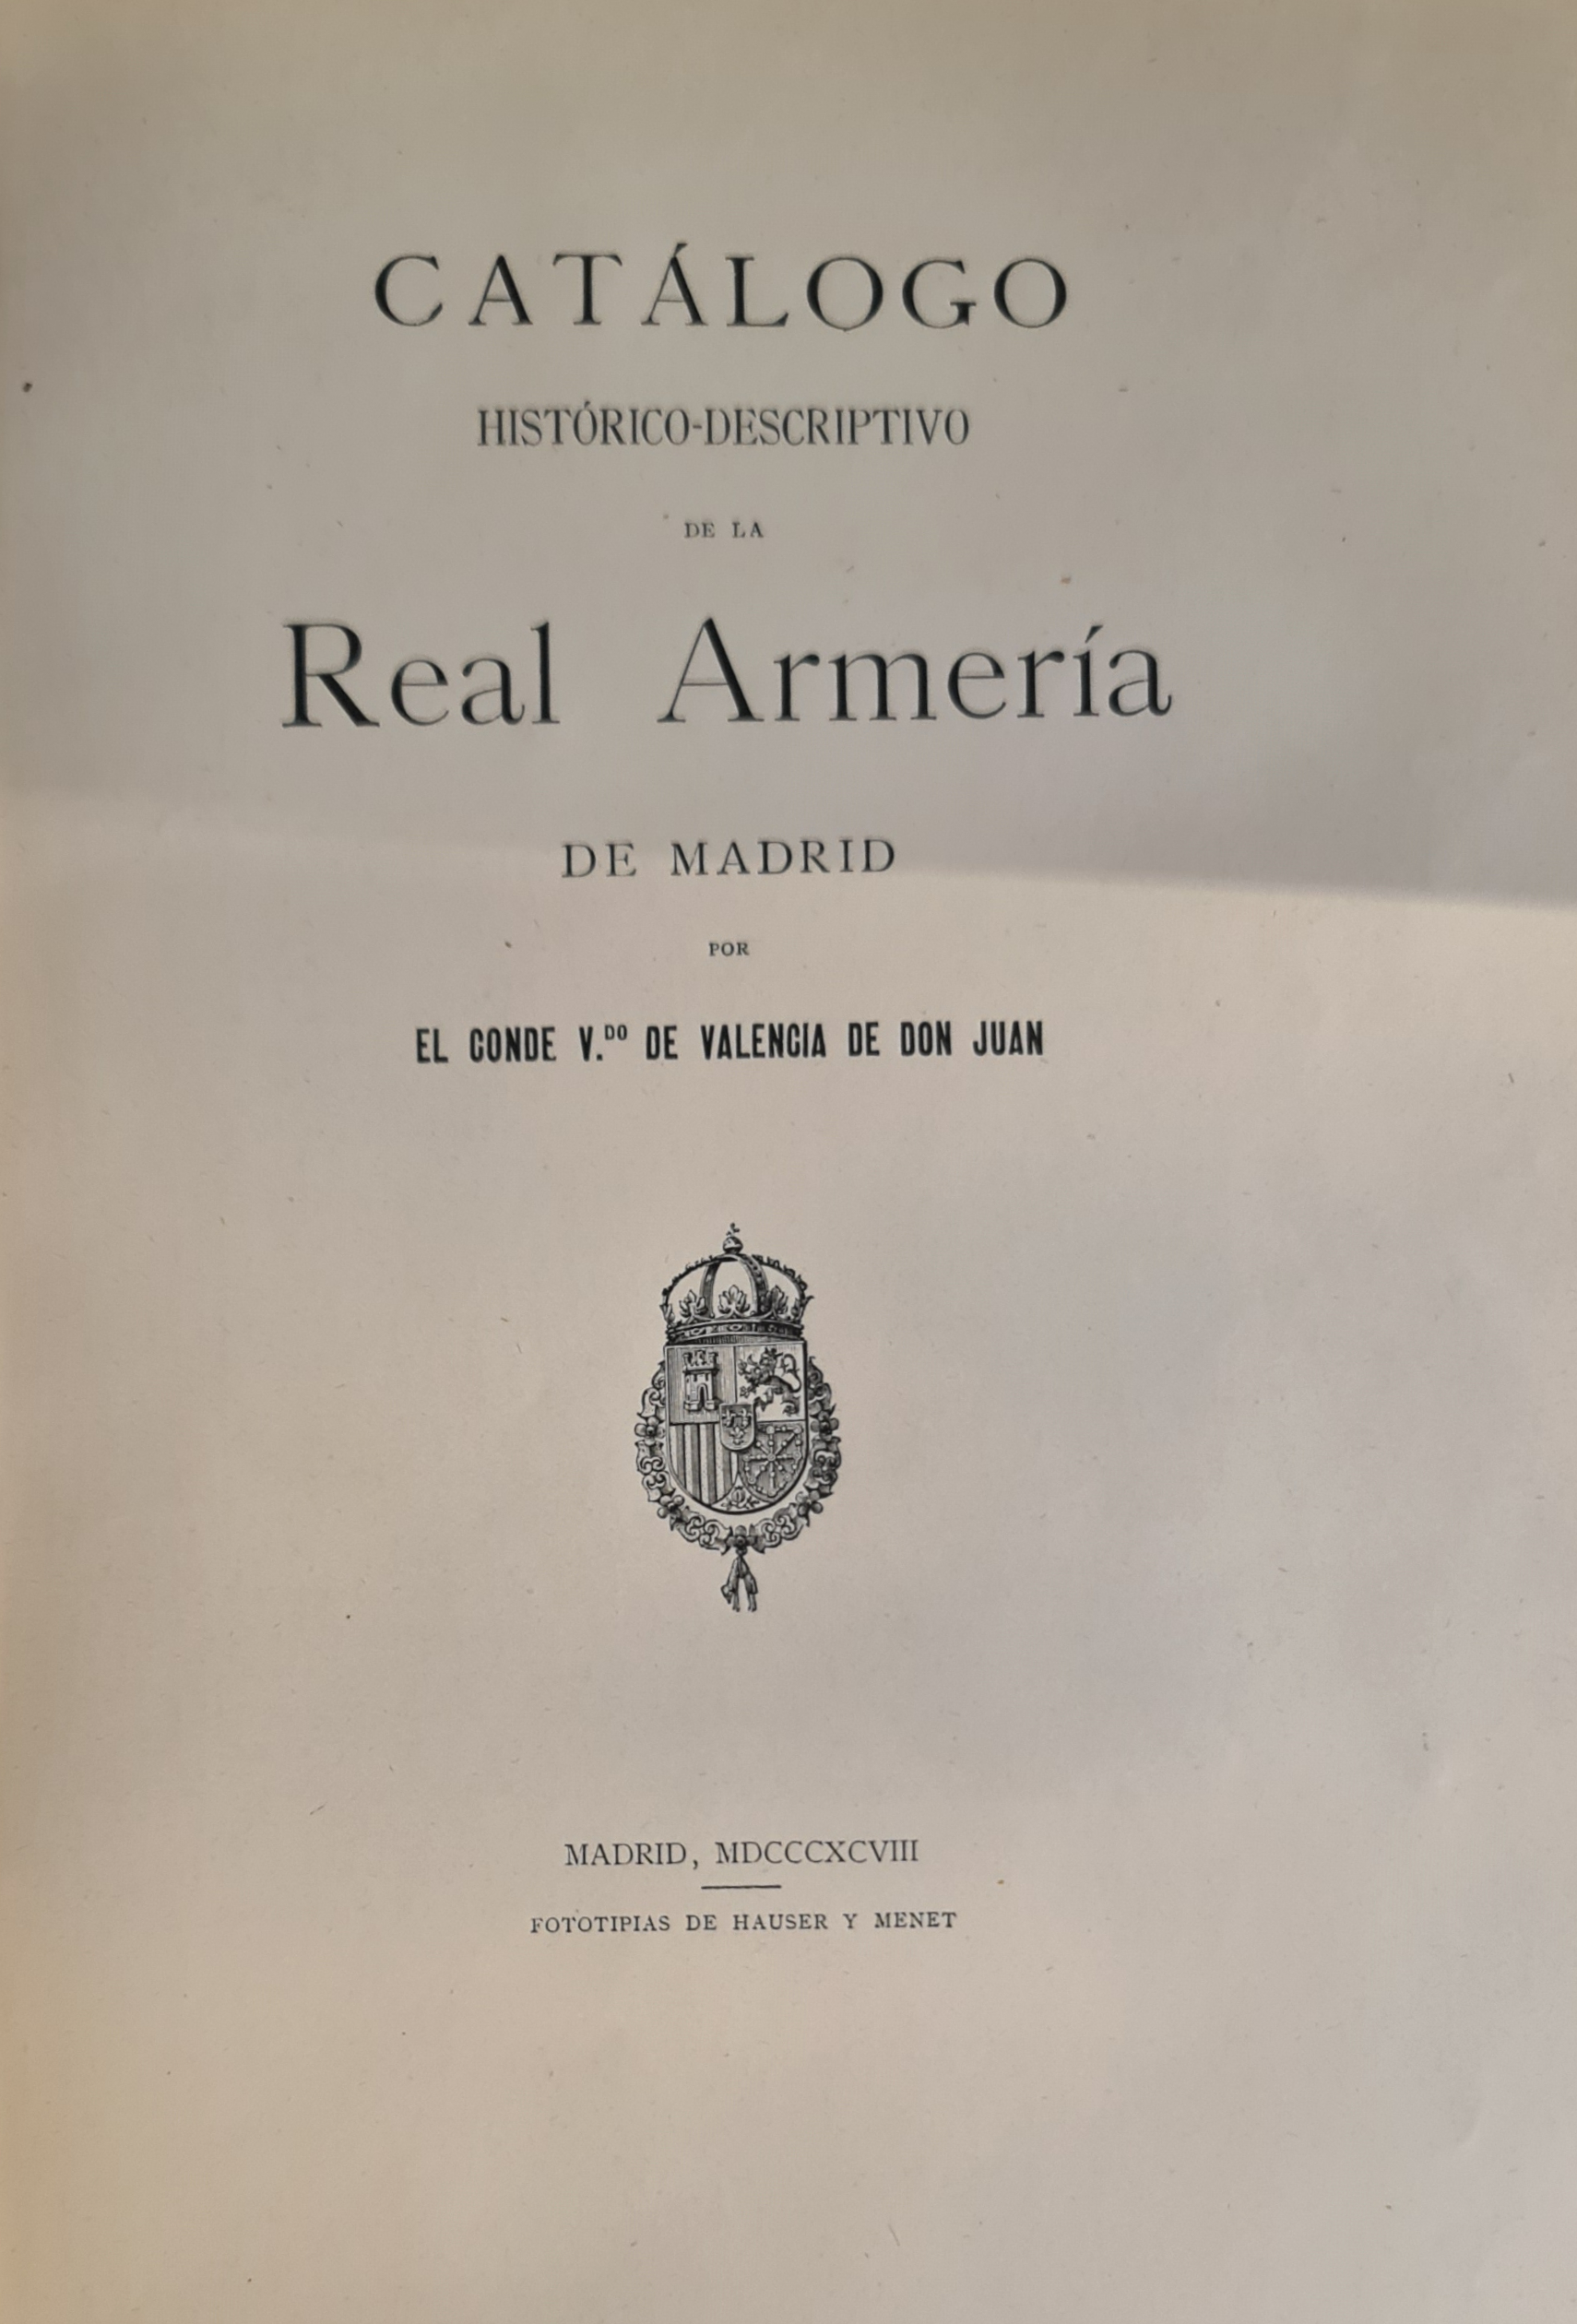 CATÁLOGO
HISTÓRICO-DESCRIPTIVO
DE LA
Real Armería
DE MADRID
POR
EL CONDE V.DO DE VALENCIA DE DON JUAN
MADRID, MDCCCXCVIII
FOTOTIPIAS DE HAUSER Y MENET